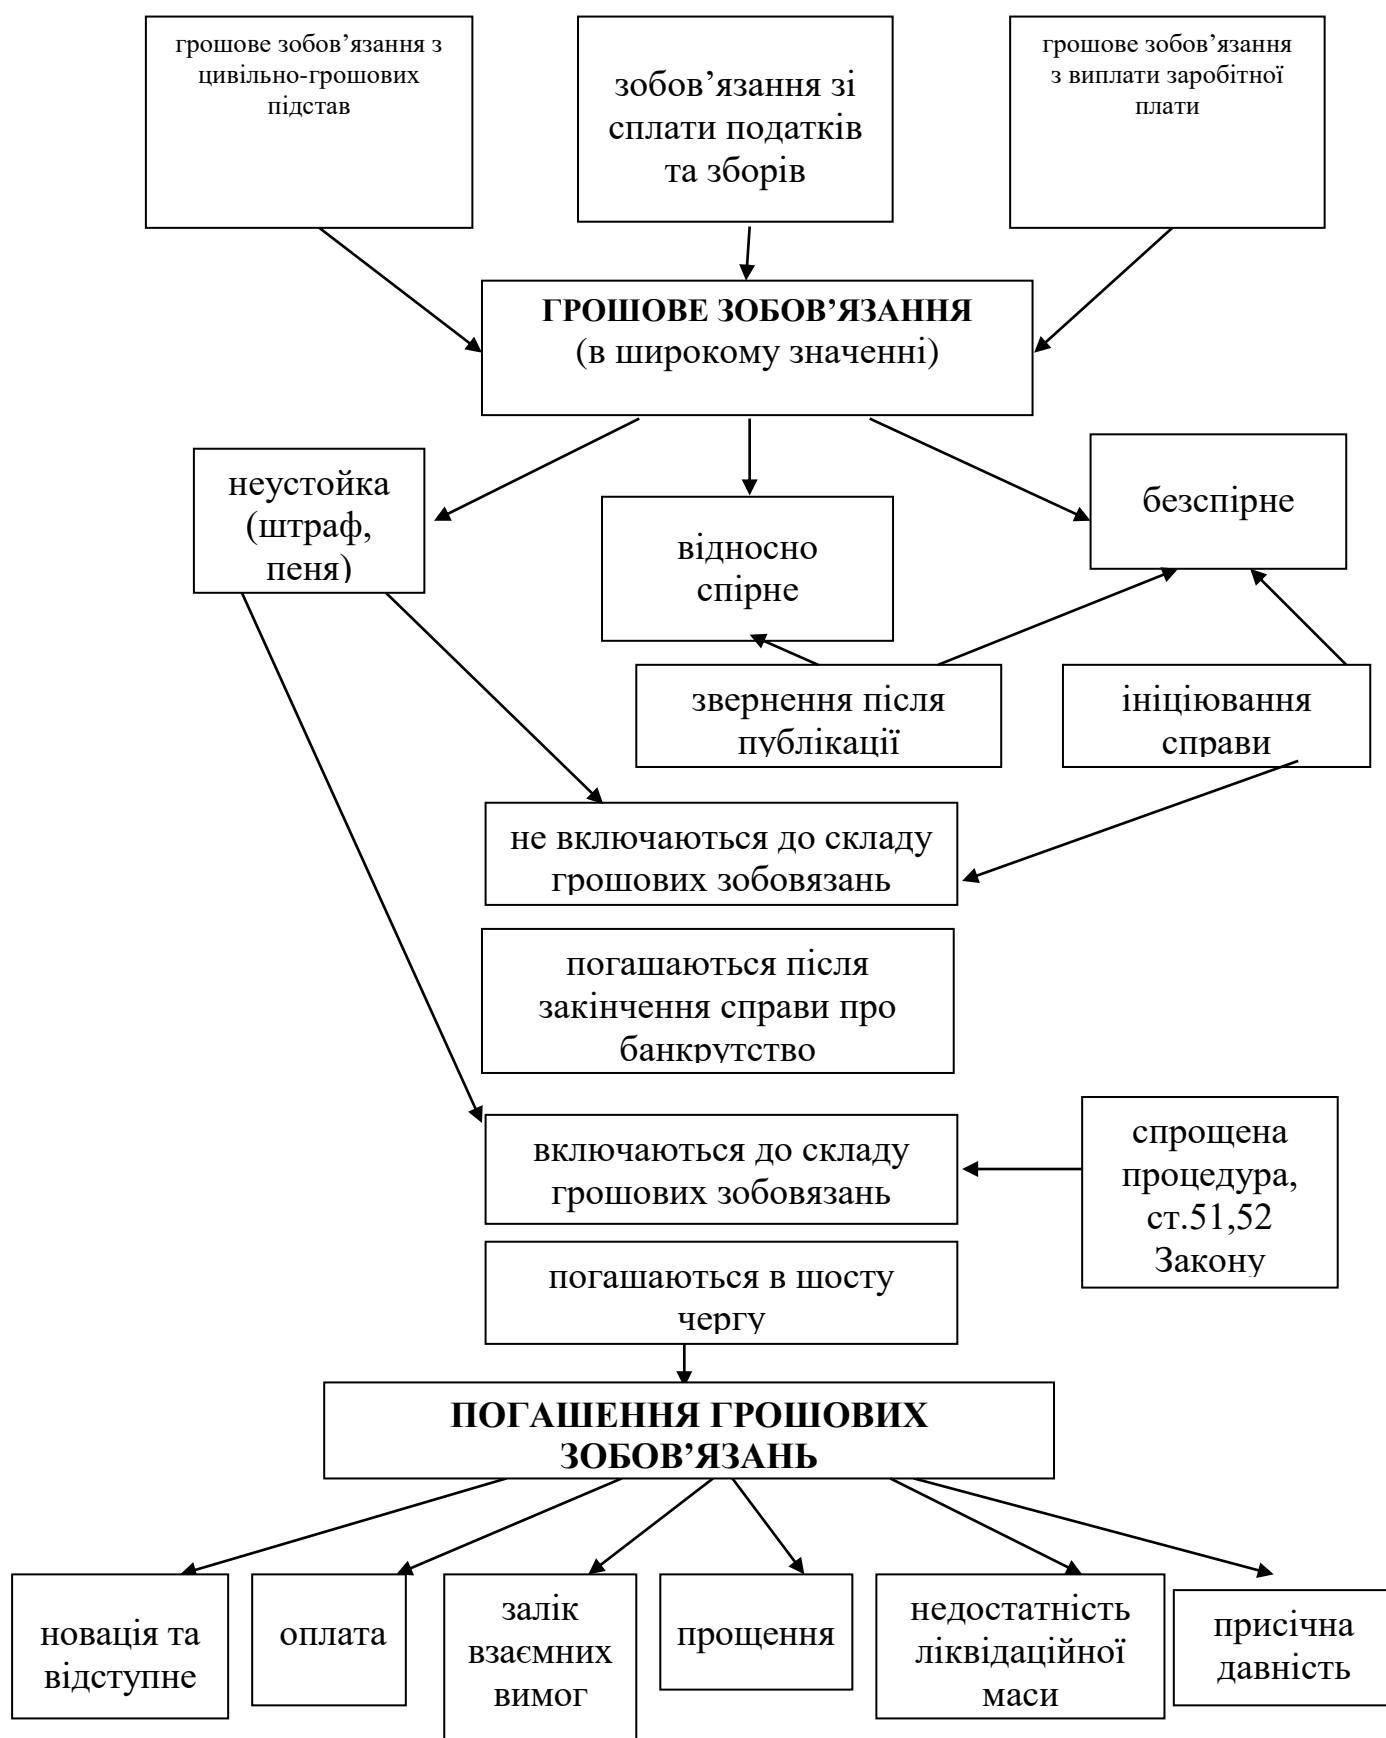 грошове зобов’язання з
цивільно-грошових
підстав
зобов’язання зі
сплати податків
та зборів
грошове зобов’язання
з виплати заробітної
плати
ГРОШОВЕ ЗОБОВ’ЯЗАННЯ
(в широкому значенні)
неустойка
(штраф,
пеня)
відносно
спірне
безспірне
звернення після
публікації
ініціювання
справи
не включаються до складу
грошових зобовязань
погашаються після
закінчення справи про
банкрутство
включаються до складу
грошових зобовязань
спрощена
процедура,
ст.51,52
Закону
погашаються в шосту
чергу
ПОГАШЕННЯ ГРОШОВИХ
ЗОБОВ’ЯЗАНЬ
новація та
відступне
оплата
залік
взаємних
вимог
прощення
недостатність
ліквідаційної
маси
присічна
давність